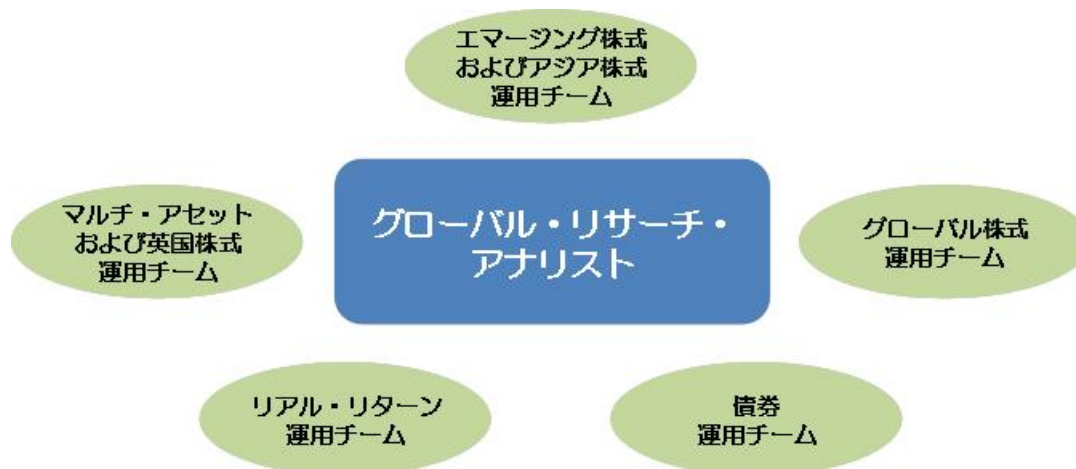 エマージング株式
およびアジア株式
運用チーム
マルチ・アセット
および英国株式
運用チーム
グローバル・リサーチ・
アナリスト
グローバル株式
運用チーム
リアル・リターン
運用チーム
債券
運用チーム